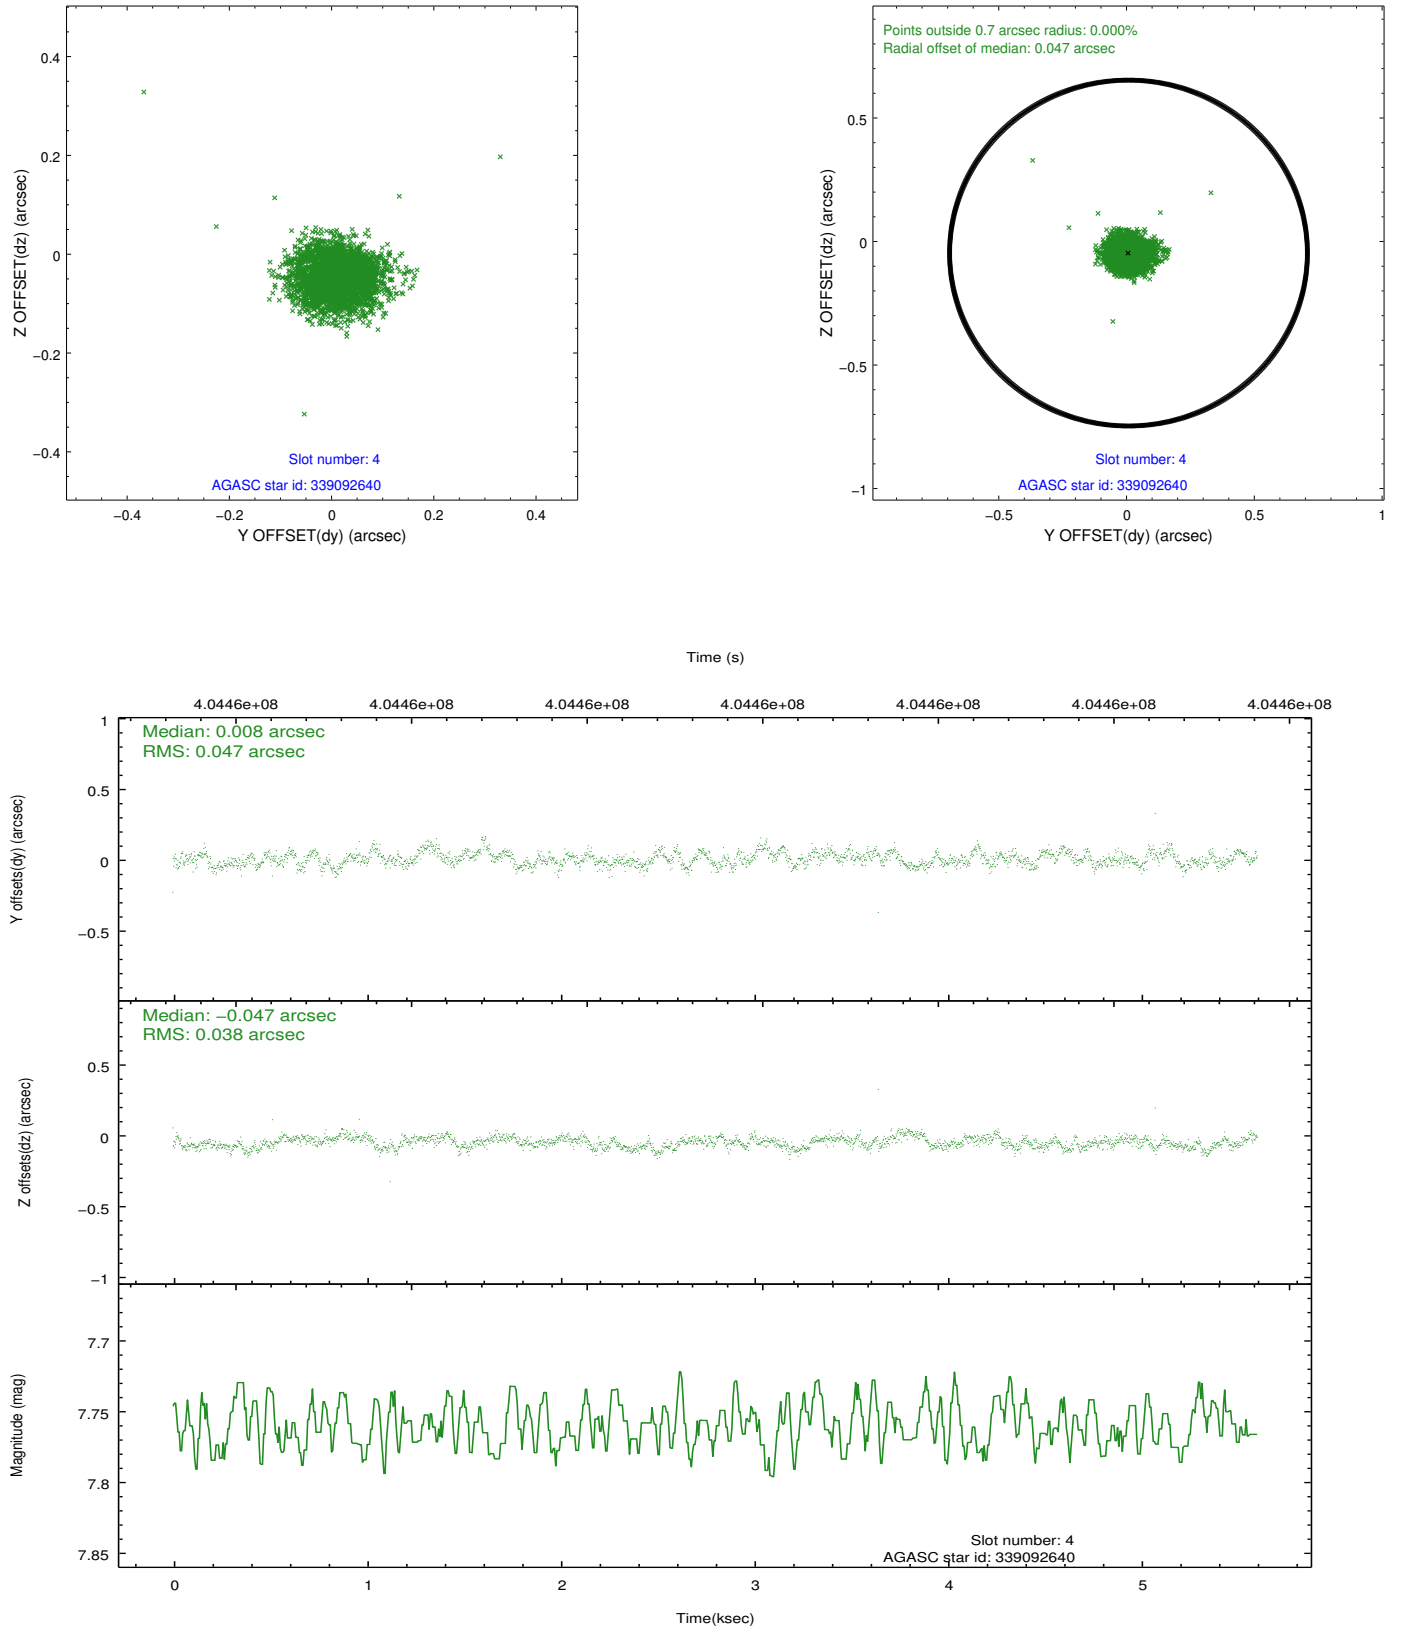 0.4
0.2
0
−0.2
−0.4
Z OFFSET(dz) (arcsec)
Slot number: 4
AGASC star id: 339092640
−0.4 −0.2 0 0.2 0.4
Y OFFSET(dy) (arcsec)
Points outside 0.7 arcsec radius: 0.000%
Radial offset of median: 0.047 arcsec
0.5
0
−0.5
−1
Z OFFSET(dz) (arcsec)
Slot number: 4
AGASC star id: 339092640
−0.5 0 0.5 1
Y OFFSET(dy) (arcsec)
Time (s)
4.0446e+08 4.0446e+08 4.0446e+08 4.0446e+08 4.0446e+08 4.0446e+08 4.0446e+08
Median: 0.008 arcsec
RMS: 0.047 arcsec
1
0.5
0
−0.5
Y offsets(dy) (arcsec)
Median: −0.047 arcsec
RMS: 0.038 arcsec
0.5
0
−0.5
−1
Z offsets(dz) (arcsec)
7.7
7.75
7.8
7.85
Magnitude (mag)
Slot number: 4
AGASC star id: 339092640
0 1 2 3 4 5
Time(ksec)